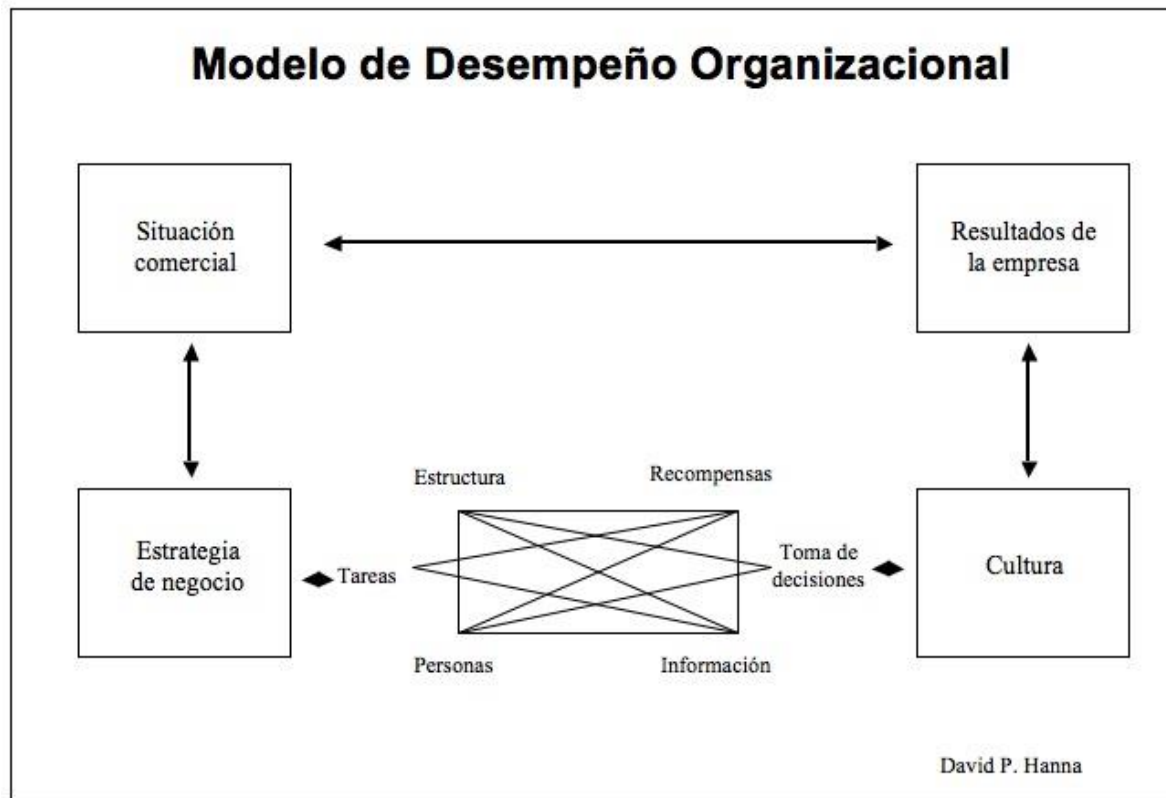 Modelo de Desempeño Organizacional
Situación
comercial
Resultados de
la empresa
Estructura
Recompensas
Estrategia
de negocio
Tareas
Toma de
decisiones
Cultura
Personas
Información
David P. Hanna